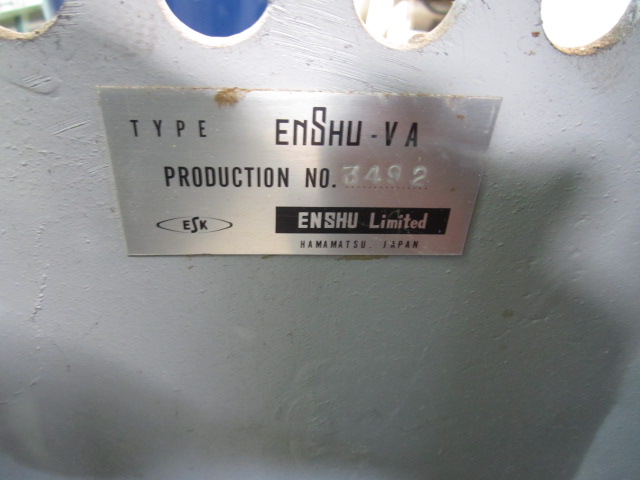 TYPE ENSHU-VA
PRODUCTION NO. 3492
ESK ENSHU Limited
HAMAMATSU, JAPAN